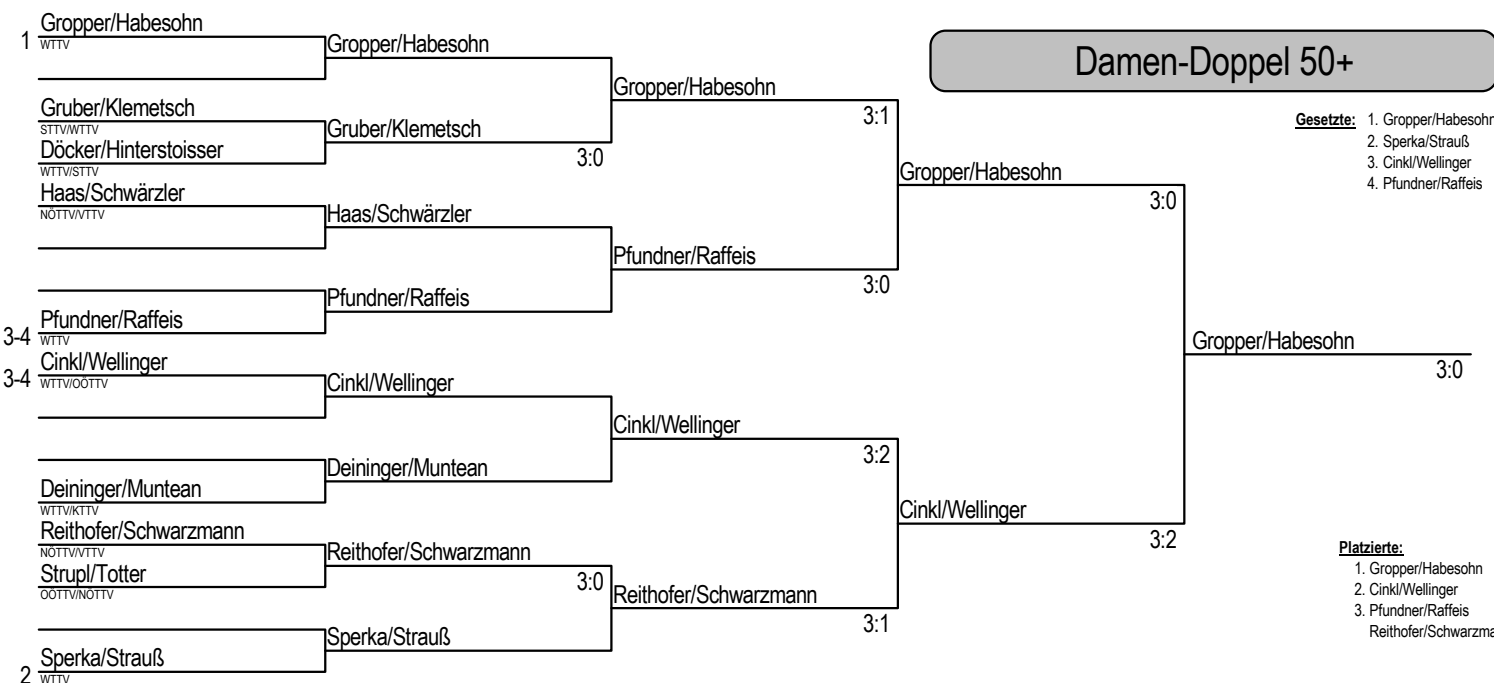 Damen-Doppel 50+
Gesetzte: 1. Gropper/Habesohn
2. Sperka/Strauß
3. Cinkl/Wellinger
4. Pfundner/Raffeis
1 Gropper/Habesohn
WTTV
Gruber/Klemetsch
STTV/WTTV
Döcker/Hinterstoisser
WTTV/STTV
Haas/Schwärzler
NÖTTV/VTTV
3-4 Pfundner/Raffeis
WTTV
3-4 Cinkl/Wellinger
WTTV/OÖTTV
Deininger/Muntean
WTTV/KTTV
Reithofer/Schwarzmann
NÖTTV/VTTV
Strupl/Totter
OÖTTV/NÖTTV
2 Sperka/Strauß
WTTV
Gropper/Habesohn
Gruber/Klemetsch
3:0
Haas/Schwärzler
Pfundner/Raffeis
Cinkl/Wellinger
Deininger/Muntean
Reithofer/Schwarzmann
3:0
Sperka/Strauß
Gropper/Habesohn
3:1
Pfundner/Raffeis
3:0
Cinkl/Wellinger
3:2
Reithofer/Schwarzmann
3:1
Gropper/Habesohn
3:0
Cinkl/Wellinger
3:2
Gropper/Habesohn
3:0
Platzierte:
1. Gropper/Habesohn
2. Cinkl/Wellinger
3. Pfundner/Raffeis
Reithofer/Schwarzma